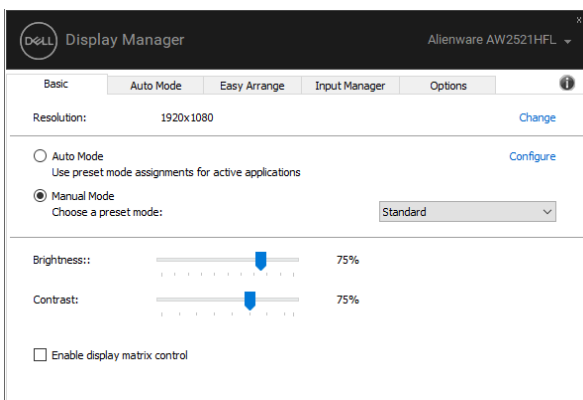 DELL Display Manager Alienware AW2521HFL
x
Basic Auto Mode Easy Arrange Input Manager Options i
Resolution: 1920x1080 Change
Auto Mode Configure
Use preset mode assignments for active applications
Manual Mode
Choose a preset mode: Standard
Brightness:: 75%
Contrast: 75%
Enable display matrix control